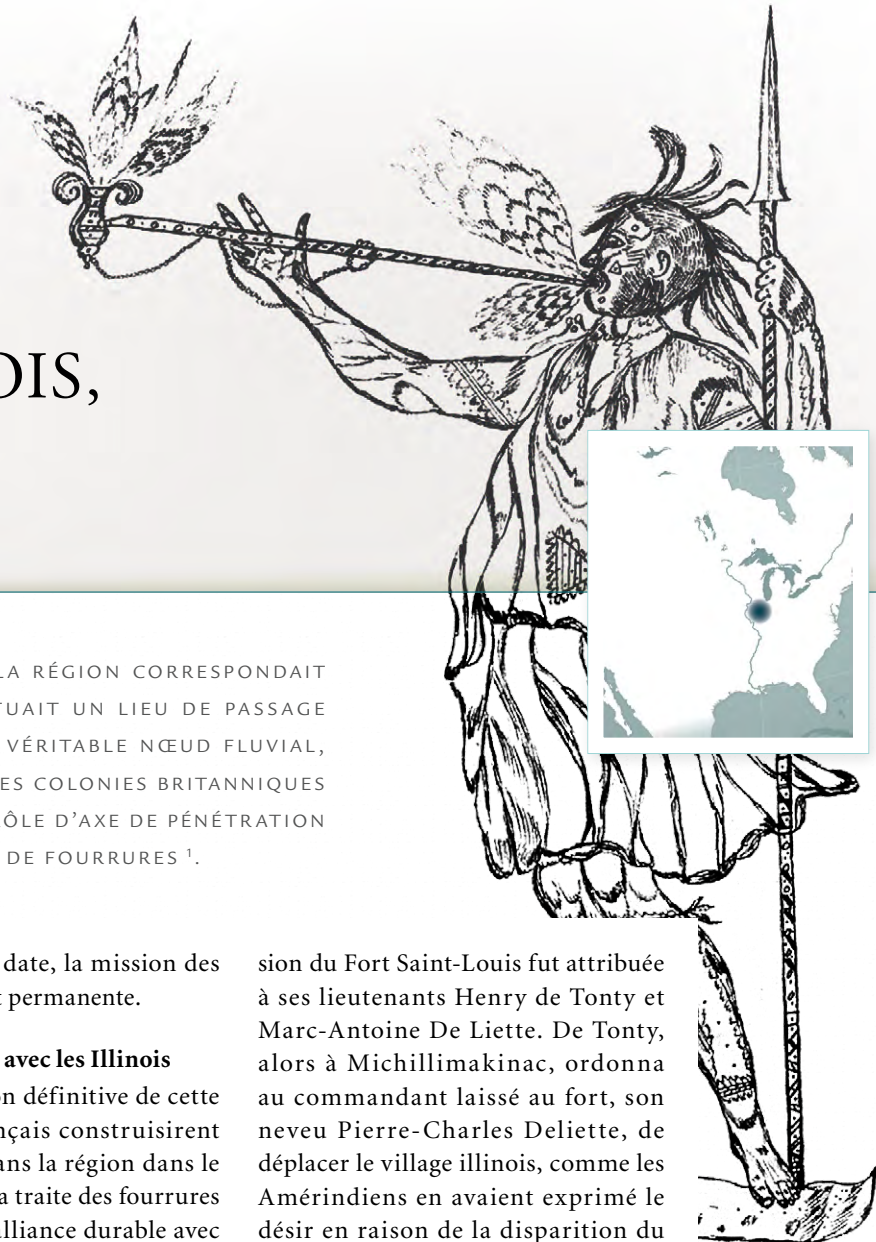 OIS,
LA RÉGION CORRESPONDAIT
TUAIT UN LIEU DE PASSAGE
VÉRITABLE NŒUD FLUVIAL,
ES COLONIES BRITANNIQUES
ÔLE D’AXE DE PÉNÉTRATION
DE FOURRURES ¹.
date, la mission des
t permanente.
avec les Illinois
on définitive de cette
nçais construisirent
ans la région dans le
a traite des fourrures
alliance durable avec
sion du Fort Saint-Louis fut attribuée
à ses lieutenants Henry de Tonty et
Marc-Antoine De Liette. De Tonty,
alors à Michillimakinac, ordonna
au commandant laissé au fort, son
neveu Pierre-Charles Deliette, de
déplacer le village illinois, comme les
Amérindiens en avaient exprimé le
désir en raison de la disparition du